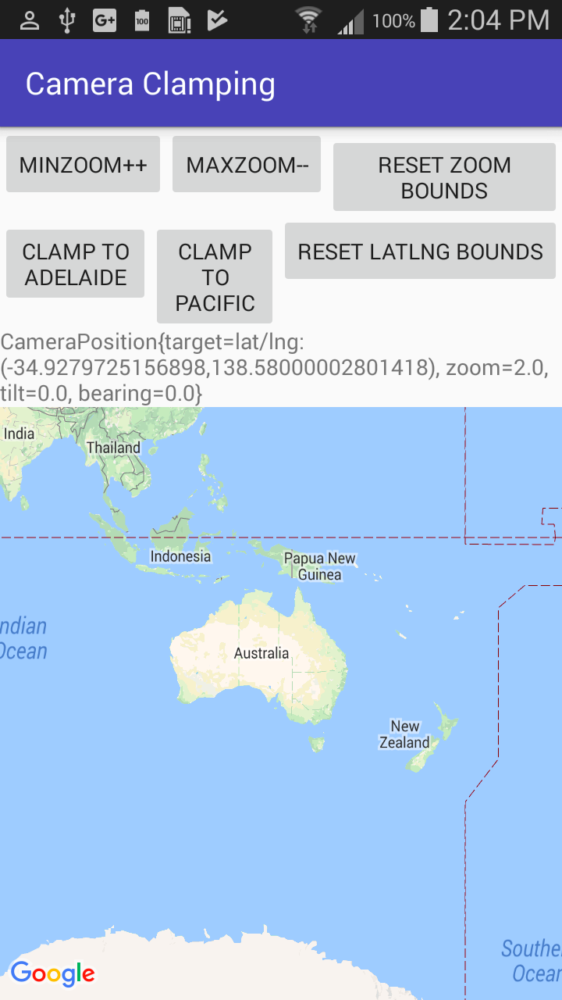 G+ 100 100% 2:04 PM
Camera Clamping
MINZOOM++ MAXZOOM-- RESET ZOOM
BOUNDS
CLAMP TO
ADELAIDE
CLAMP
TO
PACIFIC
RESET LATLNG BOUNDS
CameraPosition{target=lat/lng:
(-34.9279725156898,138.58000002801418), zoom=2.0,
tilt=0.0, bearing=0.0}
India
Thailand
Indonesia
Papua New
Guinea
ndian
Ocean
Australia
New
Zealand
Southe
Ocean
Google